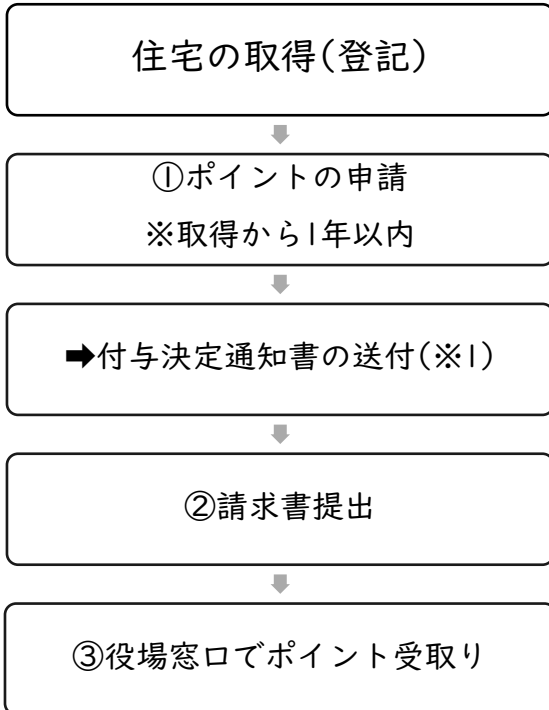 住宅の取得(登記)
①ポイントの申請
※取得から1年以内
➡付与決定通知書の送付(※1)
②請求書提出
③役場窓口でポイント受取り